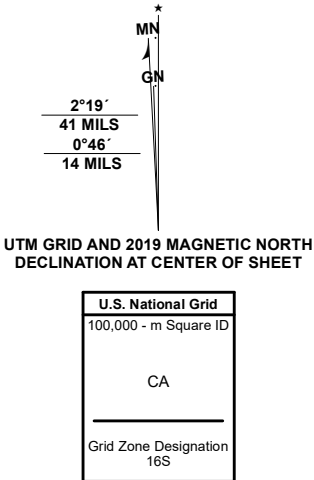 MN
GN
2°19´
41 MILS
0°46´
14 MILS
UTM GRID AND 2019 MAGNETIC NORTH
DECLINATION AT CENTER OF SHEET
U.S. National Grid
100,000 - m Square ID
CA
Grid Zone Designation
16S